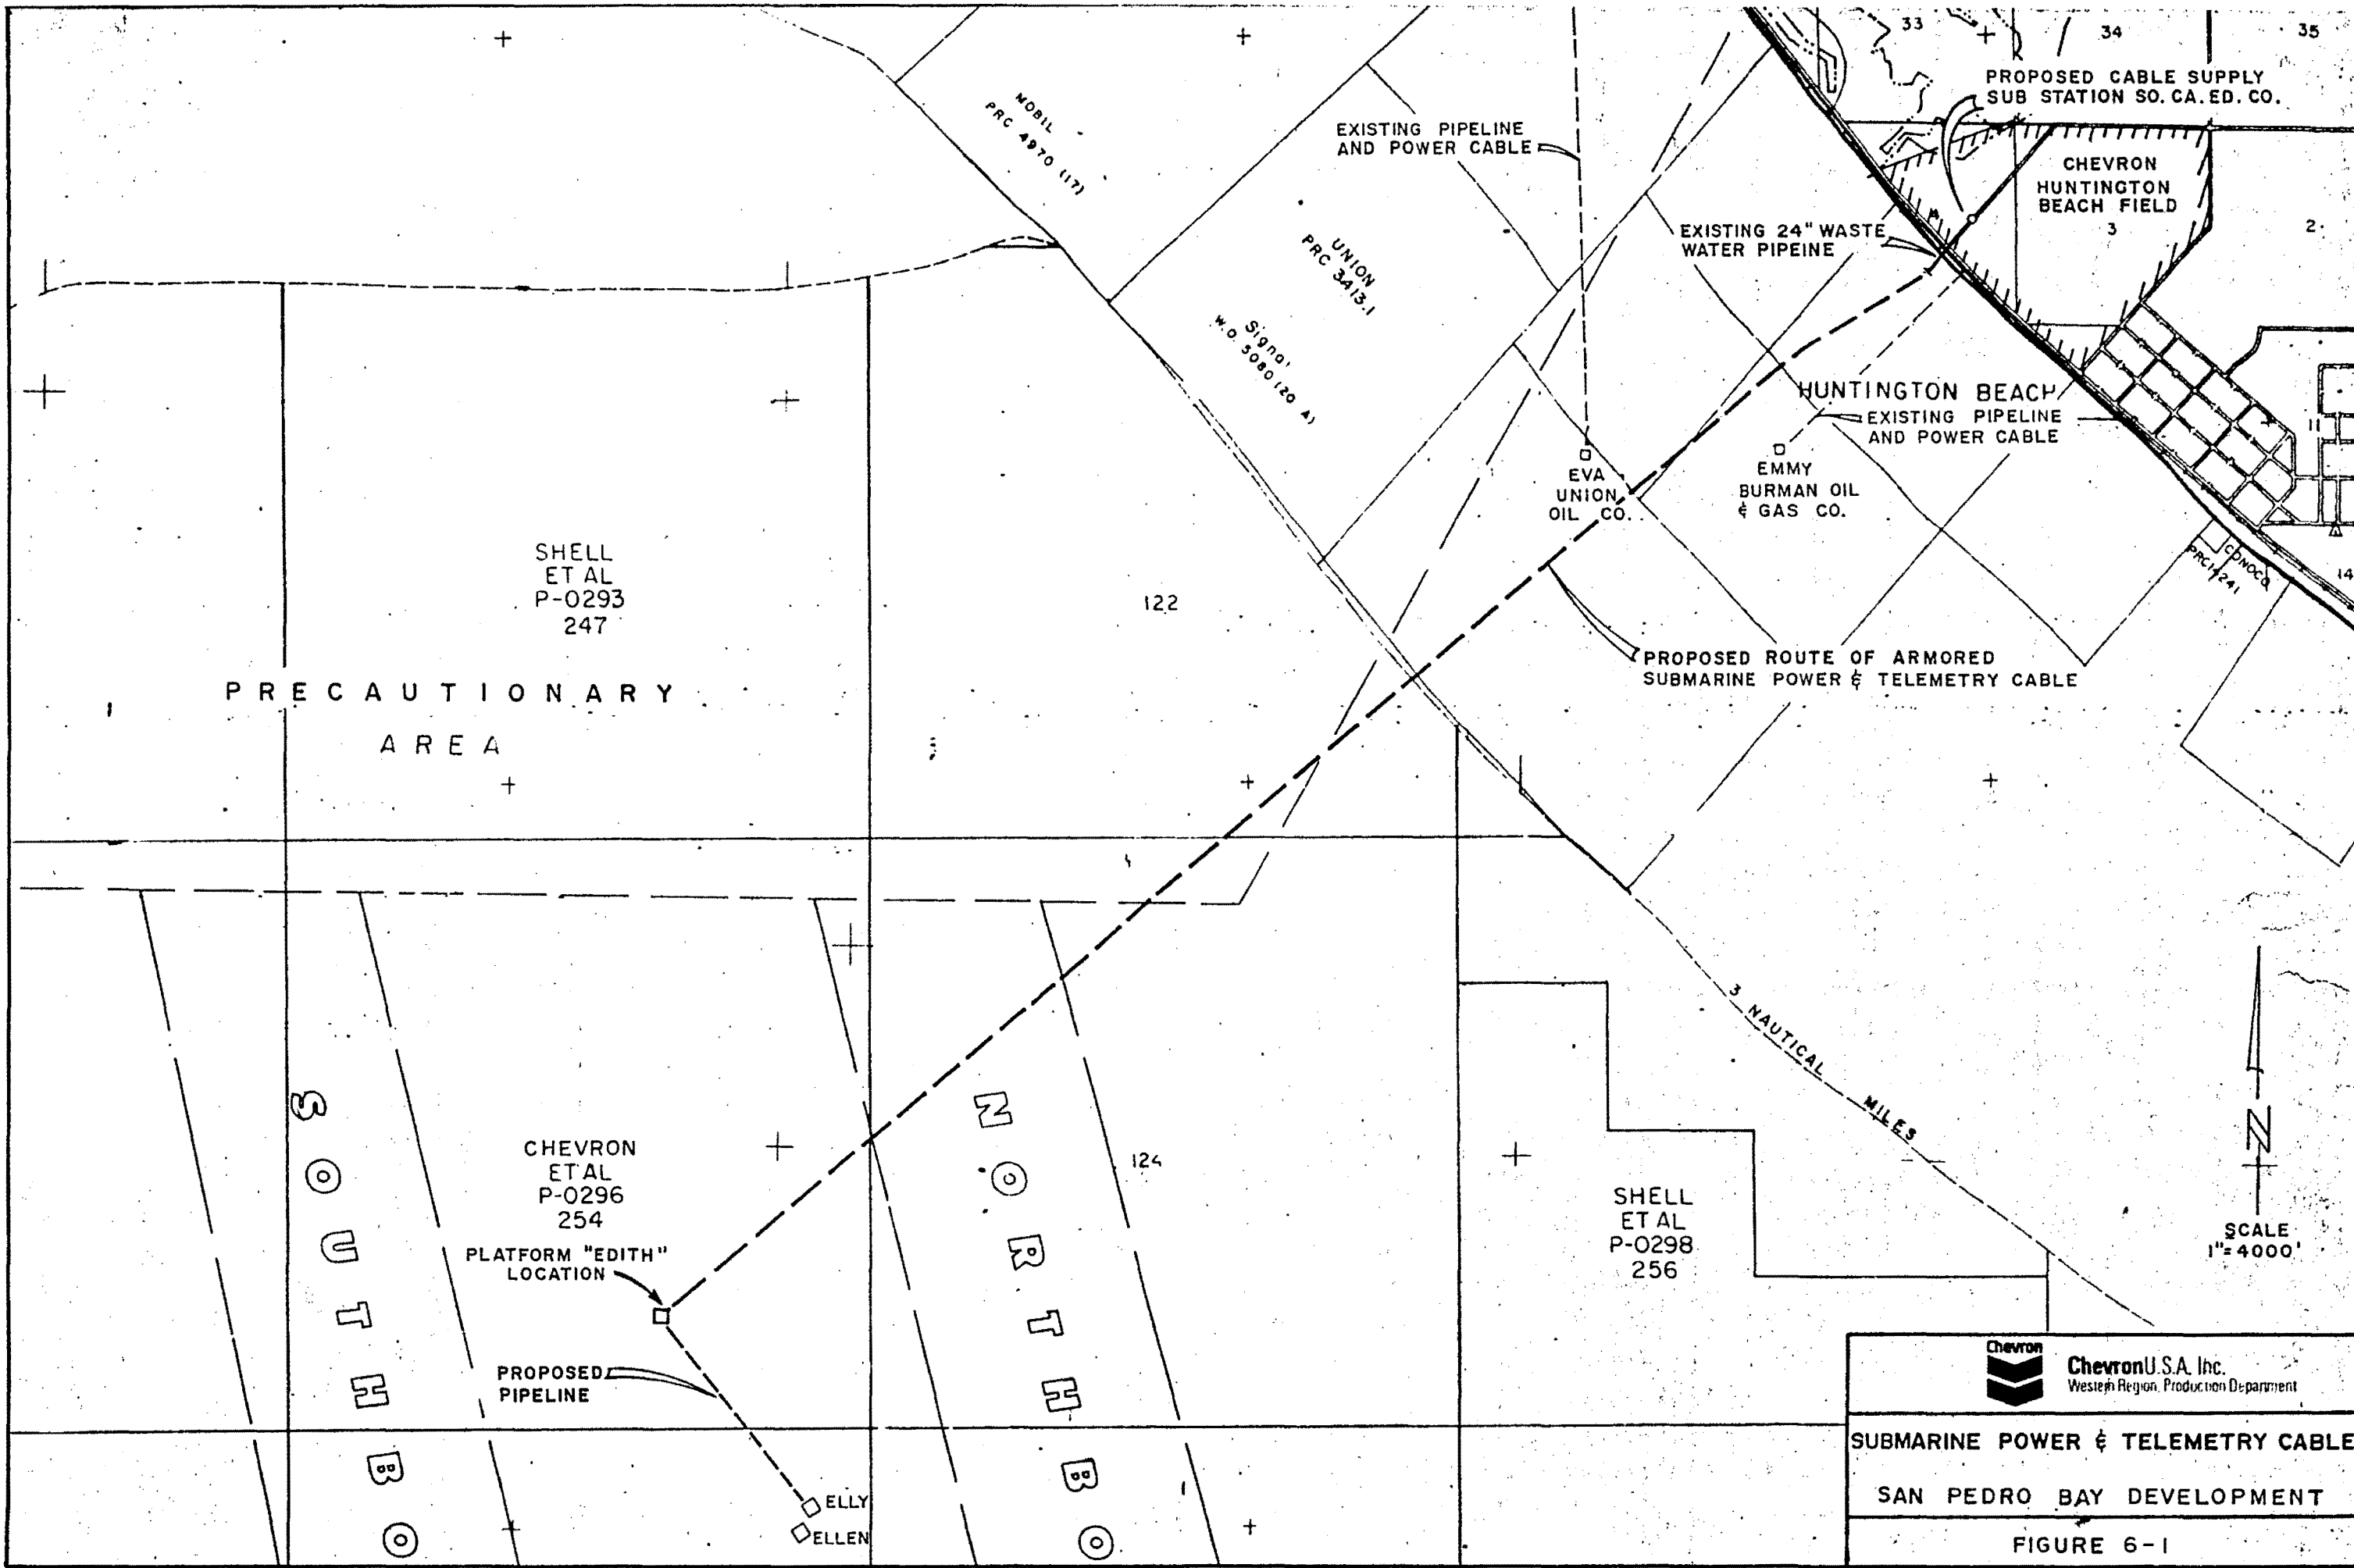 33
34
35
PROPOSED CABLE SUPPLY
SUB STATION SO. CA. ED. CO.
MOBIL
PRC 4970 (17)
EXISTING PIPELINE
AND POWER CABLE
CHEVRON
HUNTINGTON
BEACH FIELD
3
2
UNION
PRC 3413.1
EXISTING 24" WASTE
WATER PIPEINE
Signal
W.O. 5080 (20 A)
HUNTINGTON BEACH
EXISTING PIPELINE
AND POWER CABLE
11
EVA
UNION
OIL CO.
EMMY
BURMAN OIL
& GAS CO.
SHELL
ET AL
P-0293
247
122
CONOCO
14
PROPOSED ROUTE OF ARMORED
SUBMARINE POWER & TELEMETRY CABLE
PRECAUTIONARY
AREA
3 NAUTICAL MILES
SOUTHBO
NORTHBO
CHEVRON
ET AL
P-0296
254
124
SHELL
ET AL
P-0298
256
N
SCALE
1"=4000'
PLATFORM "EDITH"
LOCATION
PROPOSED
PIPELINE
ELLY
ELLEN
Chevron
Chevron U.S.A. Inc.
Western Region, Production Department
SUBMARINE POWER & TELEMETRY CABLE
SAN PEDRO BAY DEVELOPMENT
FIGURE 6-1